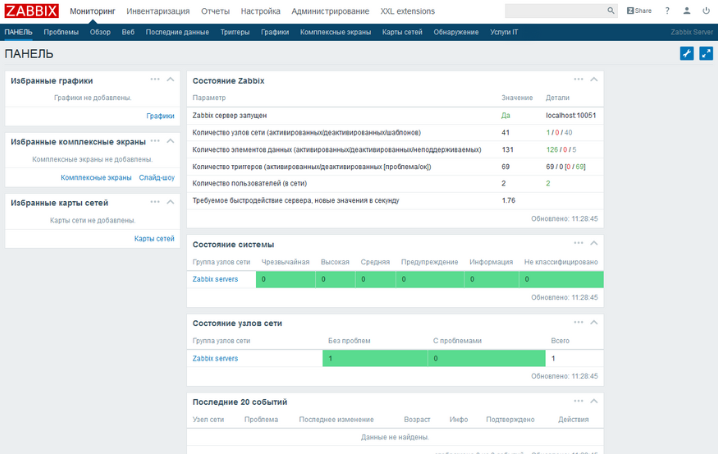 ZABBIX Мониторинг Инвентаризация Отчеты Настройка Администрирование XXL extensions Share ?
ПАНЕЛЬ Проблемы Обзор Веб Последние данные Триггеры Графики Комплексные экраны Карты сетей Обнаружение Услуги IT Zabbix Server
ПАНЕЛЬ
Избранные графики
Графики не добавлены.
Графики
Избранные комплексные экраны
Комплексные экраны не добавлены.
Комплексные экраны Слайд-шоу
Избранные карты сетей
Карты сети не добавлены.
Карты сетей
Состояние Zabbix
Параметр Значение Детали
Zabbix сервер запущен Да localhost:10051
Количество узлов сети (активированных/деактивированных/шаблонов) 41 1 / 0 / 40
Количество элементов данных (активированных/деактивированных/неподдерживаемых) 131 126 / 0 / 5
Количество триггеров (активированных/деактивированных [проблема/ок]) 69 69 / 0 [0 / 69]
Количество пользователей (в сети) 2 2
Требуемое быстродействие сервера, новые значения в секунду 1.76
Обновлено: 11:28:45
Состояние системы
Группа узлов сети Чрезвычайная Высокая Средняя Предупреждение Информация Не классифицировано
Zabbix servers 0 0 0 0 0 0
Обновлено: 11:28:45
Состояние узлов сети
Группа узлов сети Без проблем С проблемами Всего
Zabbix servers 1 0 1
Обновлено: 11:28:45
Последние 20 событий
Узел сети Проблема Последнее изменение Возраст Инфо Подтверждено Действия
Данные не найдены.